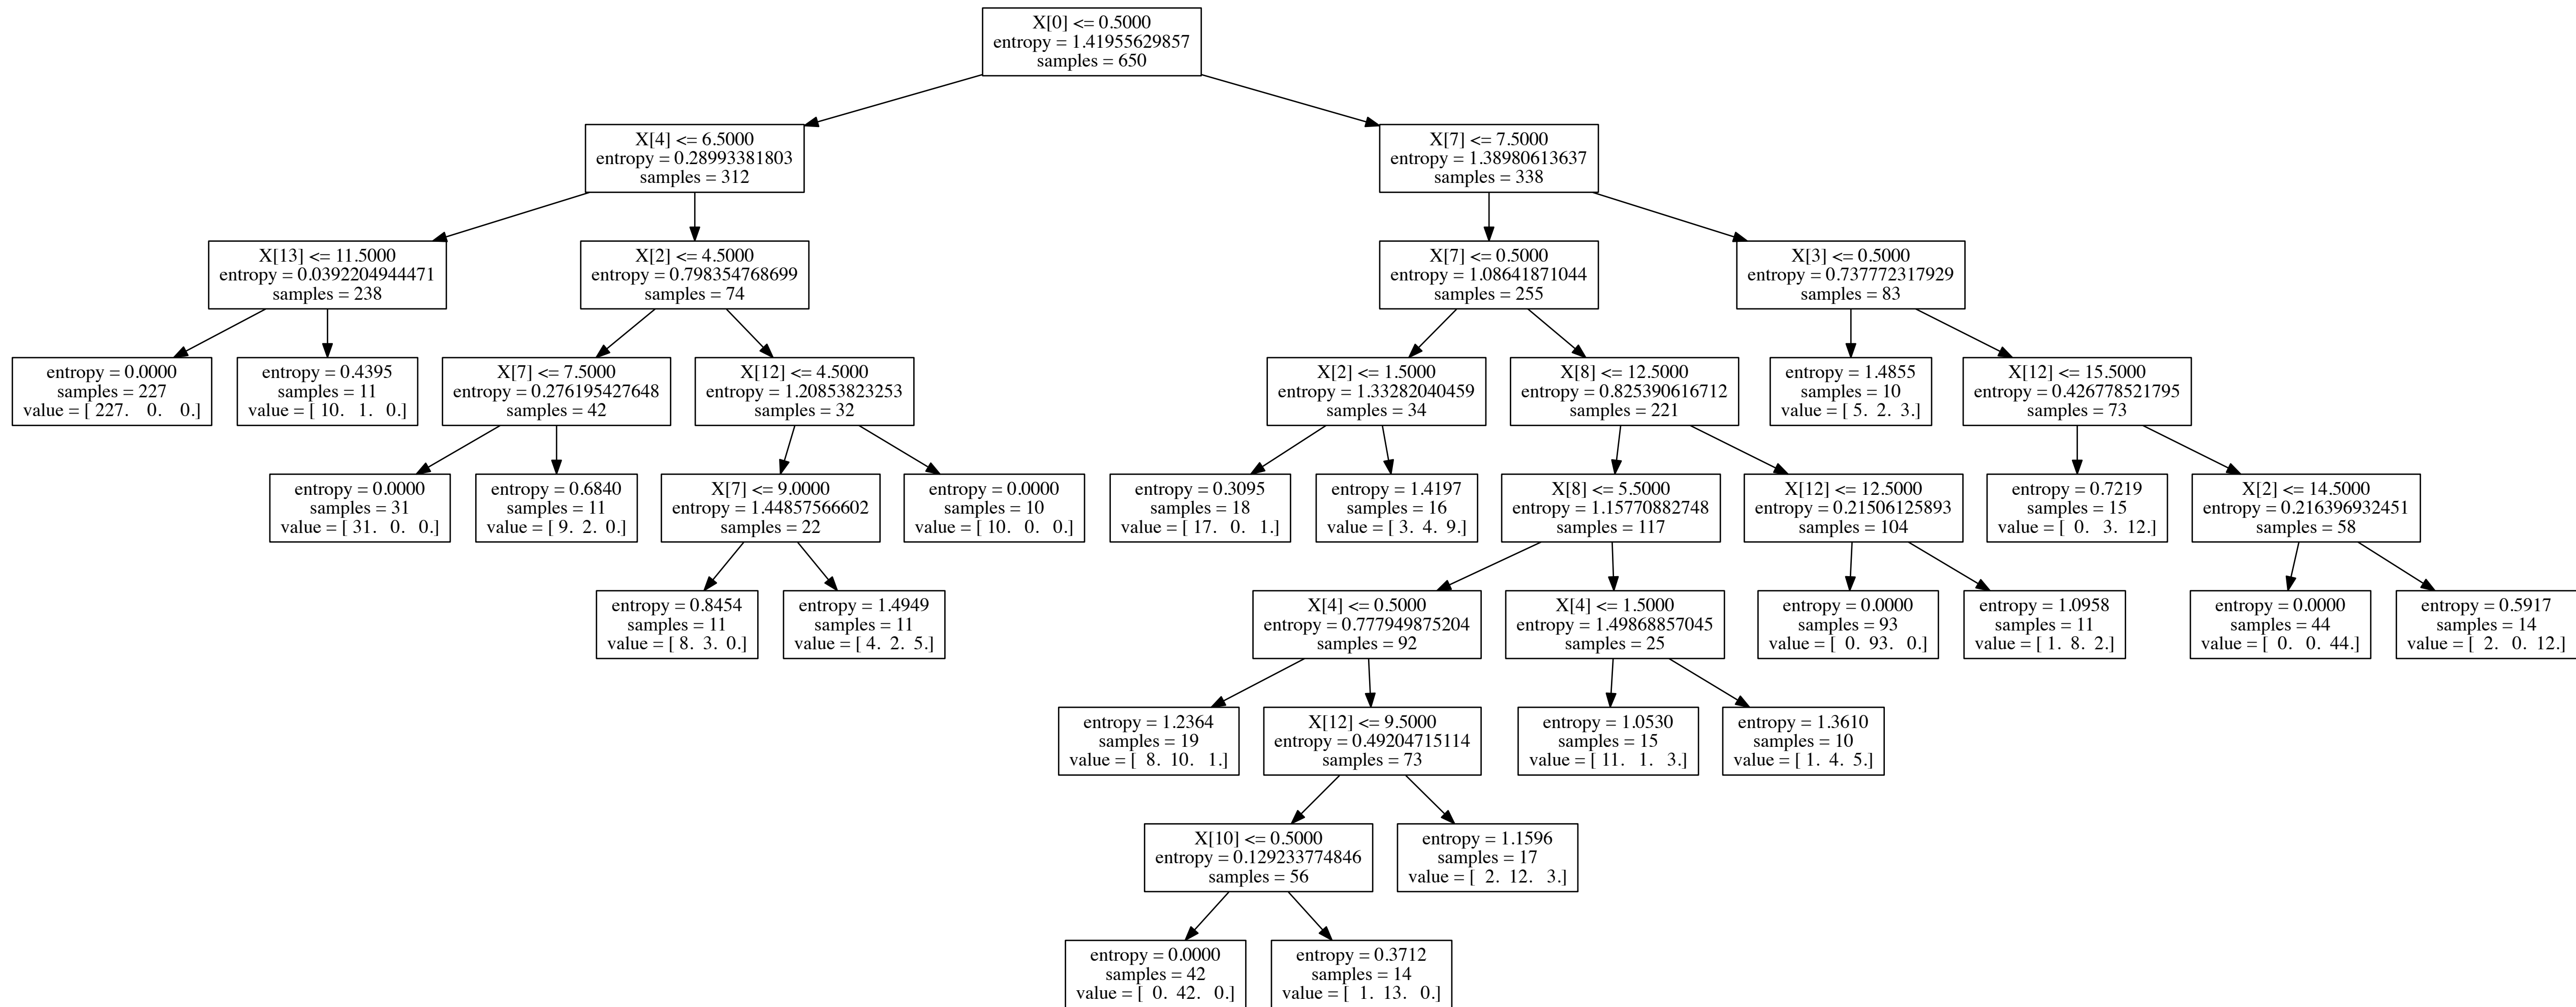 X[0] <= 0.5000
entropy = 1.41955629857
samples = 650
X[4] <= 6.5000
entropy = 0.28993381803
samples = 312
X[7] <= 7.5000
entropy = 1.38980613637
samples = 338
X[13] <= 11.5000
entropy = 0.0392204944471
samples = 238
X[2] <= 4.5000
entropy = 0.798354768699
samples = 74
X[7] <= 0.5000
entropy = 1.08641871044
samples = 255
X[3] <= 0.5000
entropy = 0.737772317929
samples = 83
entropy = 0.0000
samples = 227
value = [ 227. 0. 0.]
entropy = 0.4395
samples = 11
value = [ 10. 1. 0.]
X[7] <= 7.5000
entropy = 0.276195427648
samples = 42
X[12] <= 4.5000
entropy = 1.20853823253
samples = 32
X[2] <= 1.5000
entropy = 1.33282040459
samples = 34
X[8] <= 12.5000
entropy = 0.825390616712
samples = 221
entropy = 1.4855
samples = 10
value = [ 5. 2. 3.]
X[12] <= 15.5000
entropy = 0.426778521795
samples = 73
entropy = 0.0000
samples = 31
value = [ 31. 0. 0.]
entropy = 0.6840
samples = 11
value = [ 9. 2. 0.]
X[7] <= 9.0000
entropy = 1.44857566602
samples = 22
entropy = 0.0000
samples = 10
value = [ 10. 0. 0.]
entropy = 0.3095
samples = 18
value = [ 17. 0. 1.]
entropy = 1.4197
samples = 16
value = [ 3. 4. 9.]
X[8] <= 5.5000
entropy = 1.15770882748
samples = 117
X[12] <= 12.5000
entropy = 0.21506125893
samples = 104
entropy = 0.7219
samples = 15
value = [ 0. 3. 12.]
X[2] <= 14.5000
entropy = 0.216396932451
samples = 58
entropy = 0.8454
samples = 11
value = [ 8. 3. 0.]
entropy = 1.4949
samples = 11
value = [ 4. 2. 5.]
X[4] <= 0.5000
entropy = 0.777949875204
samples = 92
X[4] <= 1.5000
entropy = 1.49868857045
samples = 25
entropy = 0.0000
samples = 93
value = [ 0. 93. 0.]
entropy = 1.0958
samples = 11
value = [ 1. 8. 2.]
entropy = 0.0000
samples = 44
value = [ 0. 0. 44.]
entropy = 0.5917
samples = 14
value = [ 2. 0. 12.]
entropy = 1.2364
samples = 19
value = [ 8. 10. 1.]
X[12] <= 9.5000
entropy = 0.49204715114
samples = 73
entropy = 1.0530
samples = 15
value = [ 11. 1. 3.]
entropy = 1.3610
samples = 10
value = [ 1. 4. 5.]
X[10] <= 0.5000
entropy = 0.129233774846
samples = 56
entropy = 1.1596
samples = 17
value = [ 2. 12. 3.]
entropy = 0.0000
samples = 42
value = [ 0. 42. 0.]
entropy = 0.3712
samples = 14
value = [ 1. 13. 0.]